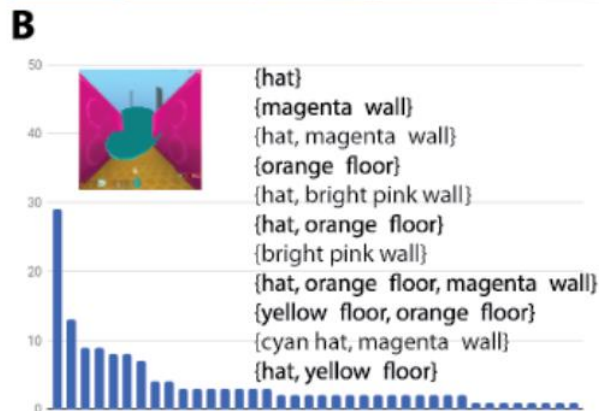 B
50
{hat}
{magenta wall}
40
{hat, magenta wall}
{orange floor}
{hat, bright pink wall}
30
{hat, orange floor}
{bright pink wall}
20
{hat, orange floor, magenta wall}
{yellow floor, orange floor}
10
{cyan hat, magenta wall}
{hat, yellow floor}
0